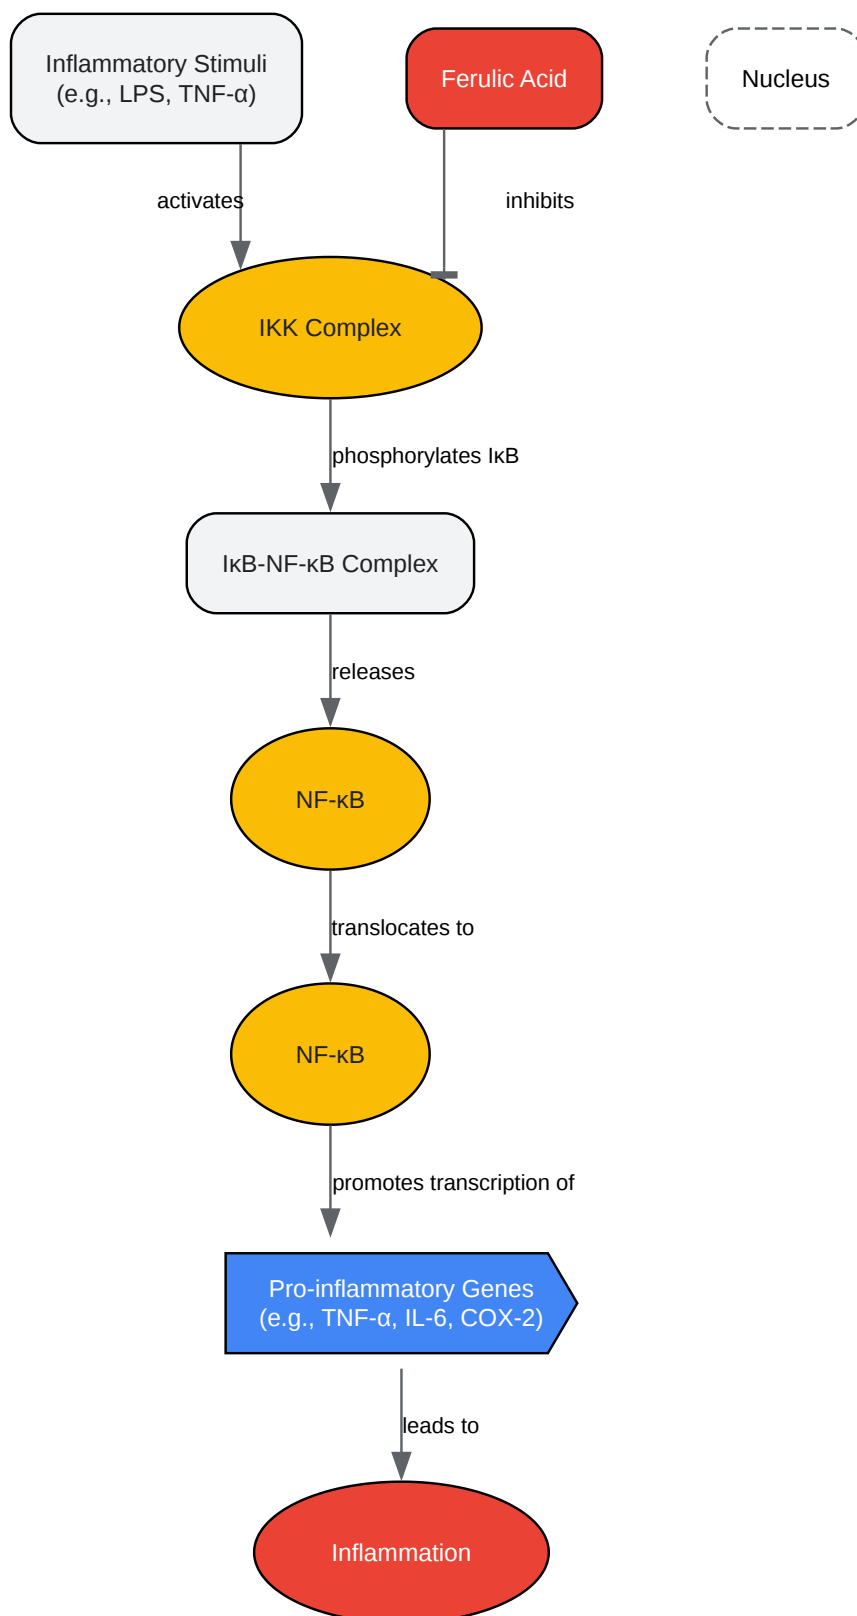 Inflammatory Stimuli
(e.g., LPS, TNF-α)
Ferulic Acid
Nucleus
activates
inhibits
IKK Complex
phosphorylates IκB
IκB-NF-κB Complex
releases
NF-κB
translocates to
NF-κB
promotes transcription of
Pro-inflammatory Genes
(e.g., TNF-α, IL-6, COX-2)
leads to
Inflammation